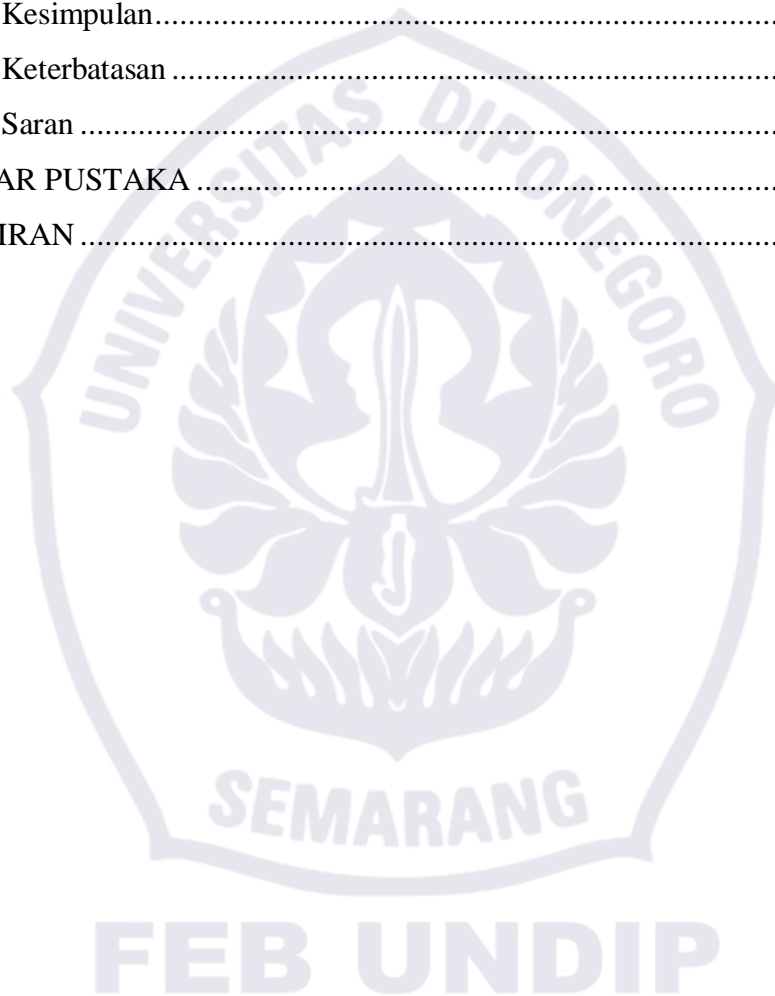 Kesimpulan....................................................................................
Keterbatasan ..................................................................................
Saran ..............................................................................................
AR PUSTAKA ...............................................................................
IRAN ..............................................................................................
UNIVERSITAS DIPONEGORO
SEMARANG
FEB UNDIP